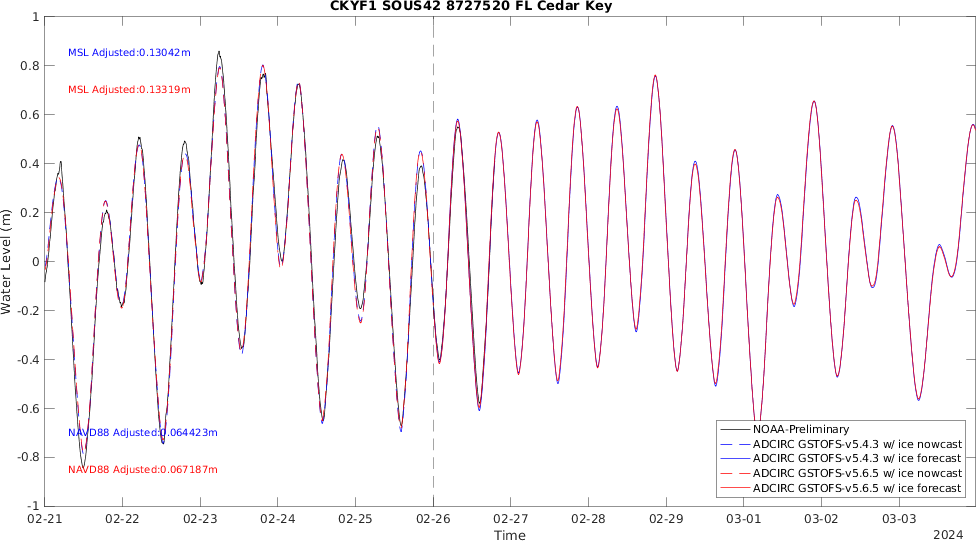 CKYF1 SOUS42 8727520 FL Cedar Key
1
0.8
0.6
0.4
0.2
0
-0.2
-0.4
-0.6
-0.8
-1
Water Level (m)
MSL Adjusted:0.13042m
MSL Adjusted:0.13319m
NAVD88 Adjusted:0.064423m
NAVD88 Adjusted:0.067187m
NOAA-Preliminary
ADCIRC GSTOFS-v5.4.3 w/ ice nowcast
ADCIRC GSTOFS-v5.4.3 w/ ice forecast
ADCIRC GSTOFS-v5.6.5 w/ ice nowcast
ADCIRC GSTOFS-v5.6.5 w/ ice forecast
02-21 02-22 02-23 02-24 02-25 02-26 02-27 02-28 02-29 03-01 03-02 03-03
Time
2024